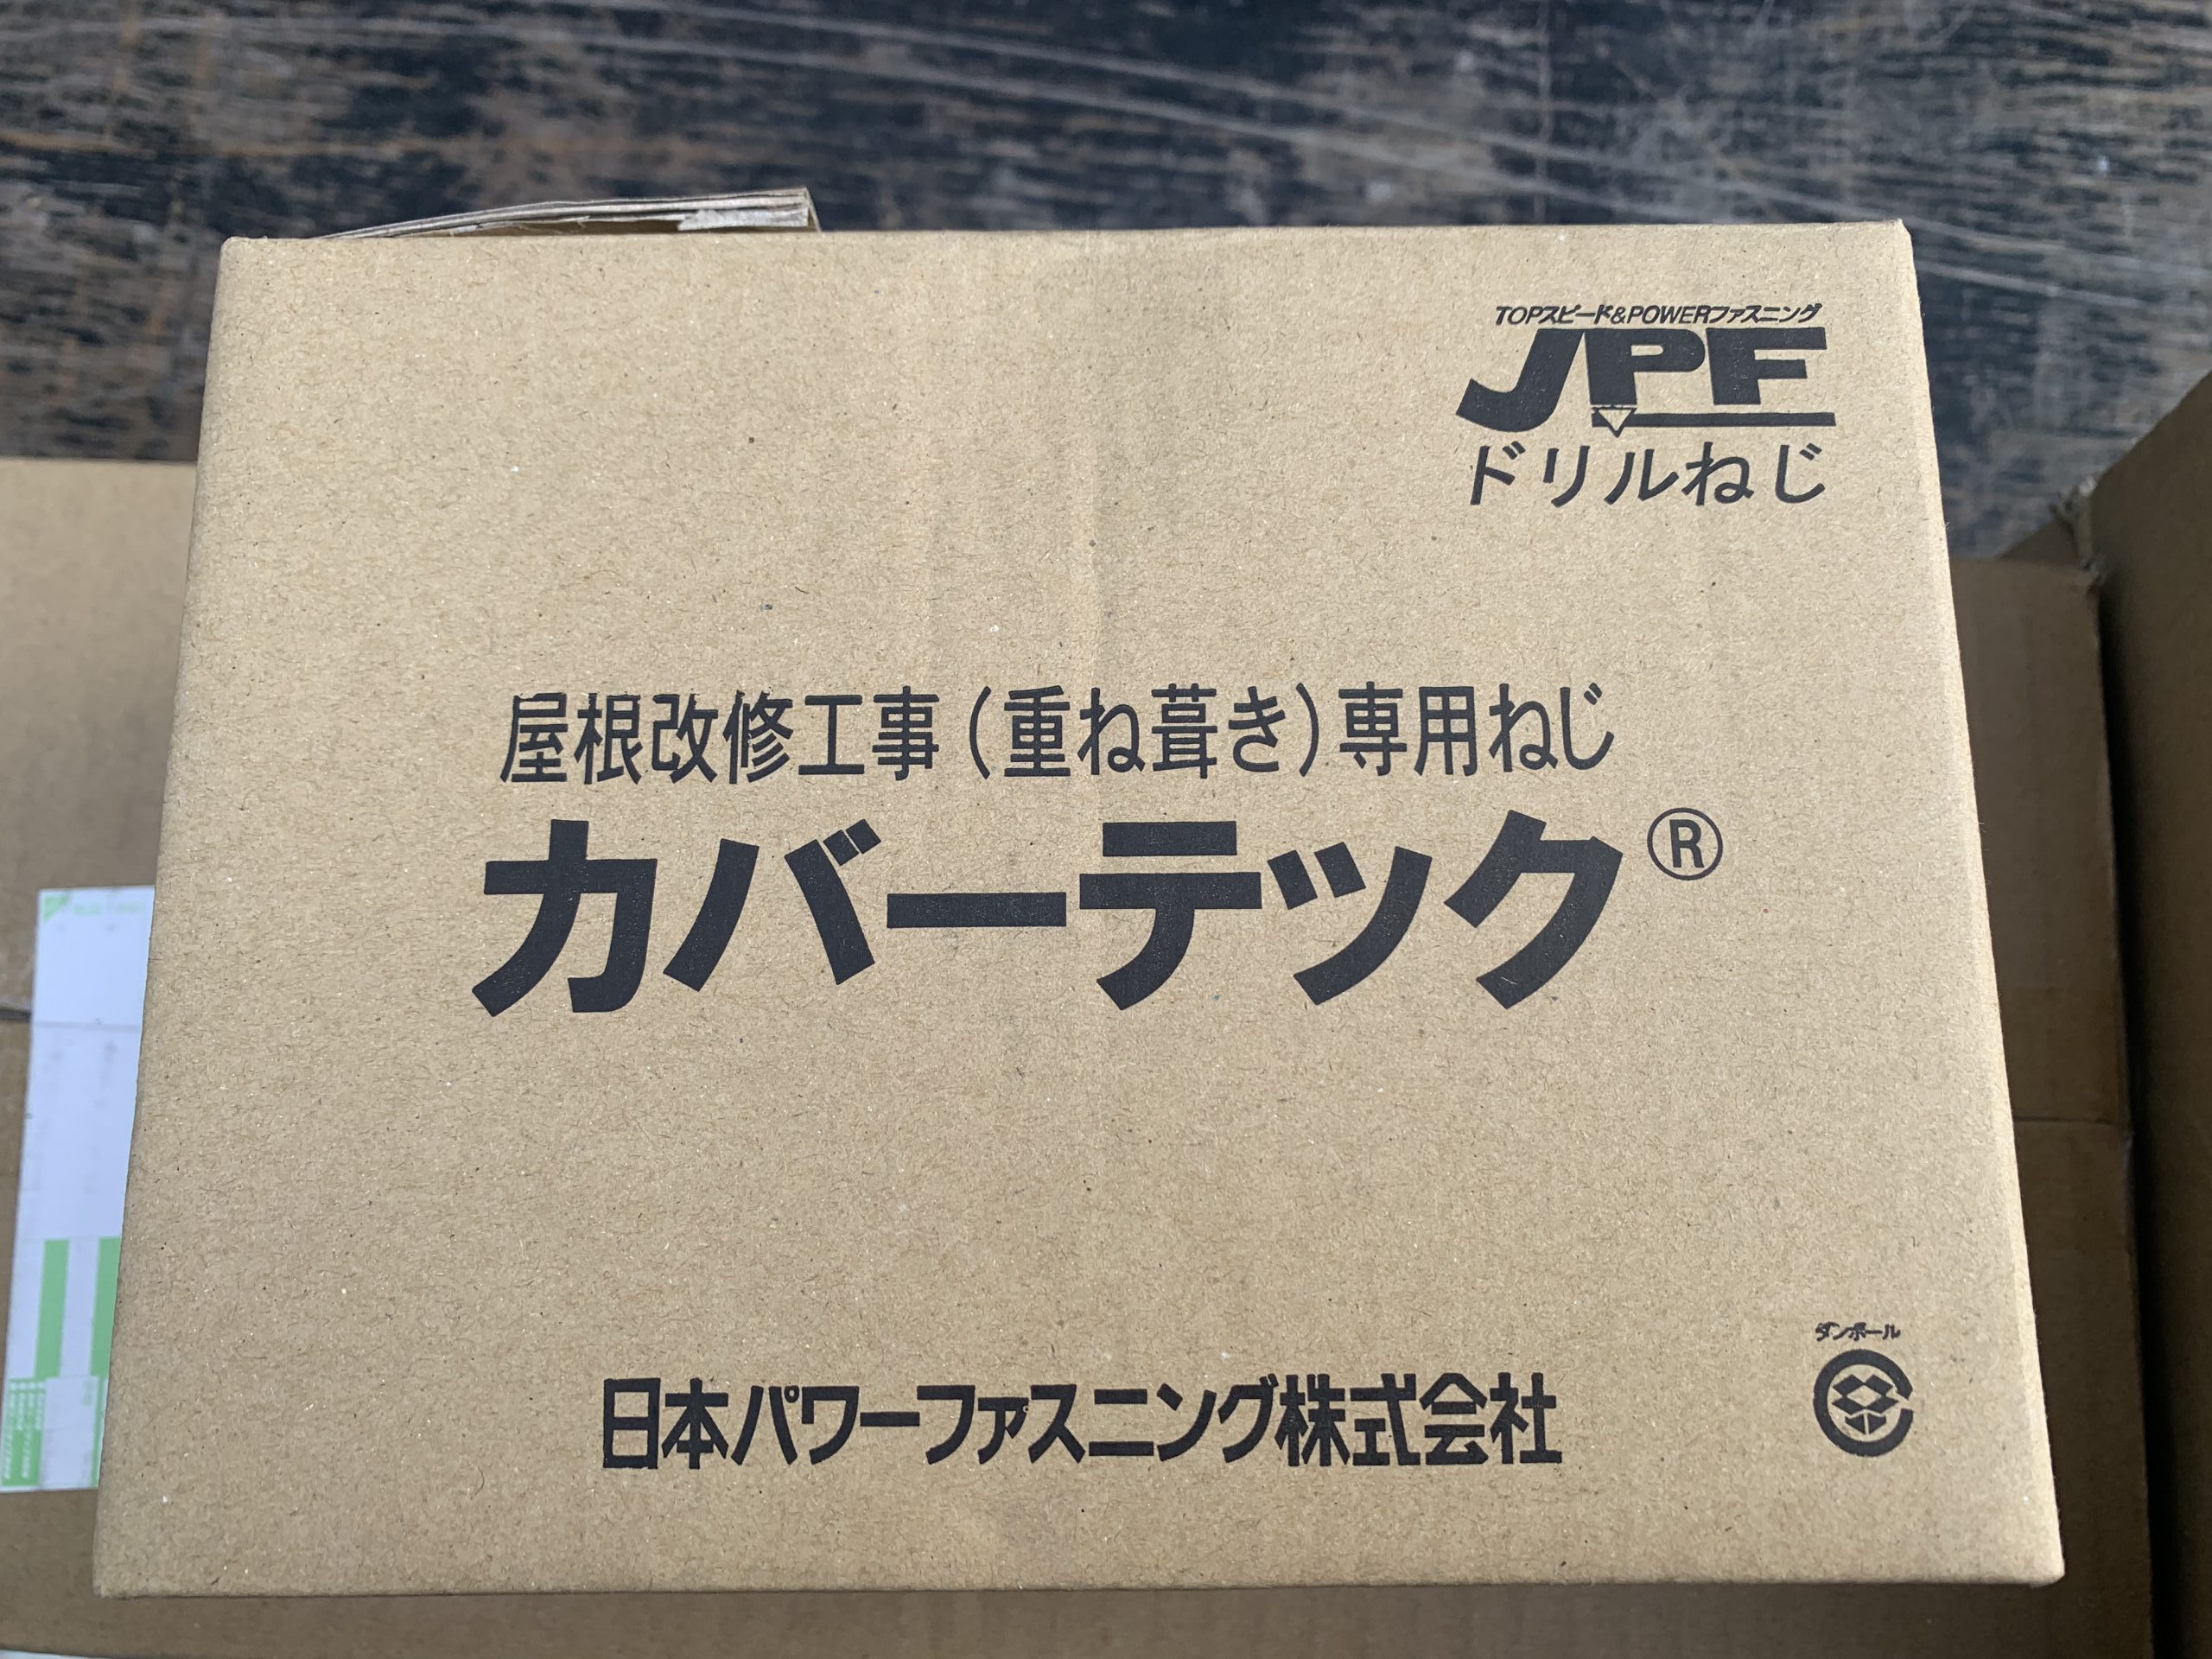 TOPスピード&POWERファスニング
JPF
ドリルねじ
屋根改修工事(重ね葺き)専用ねじ
カバーテック®
日本パワーファスニング株式会社
ダンボール